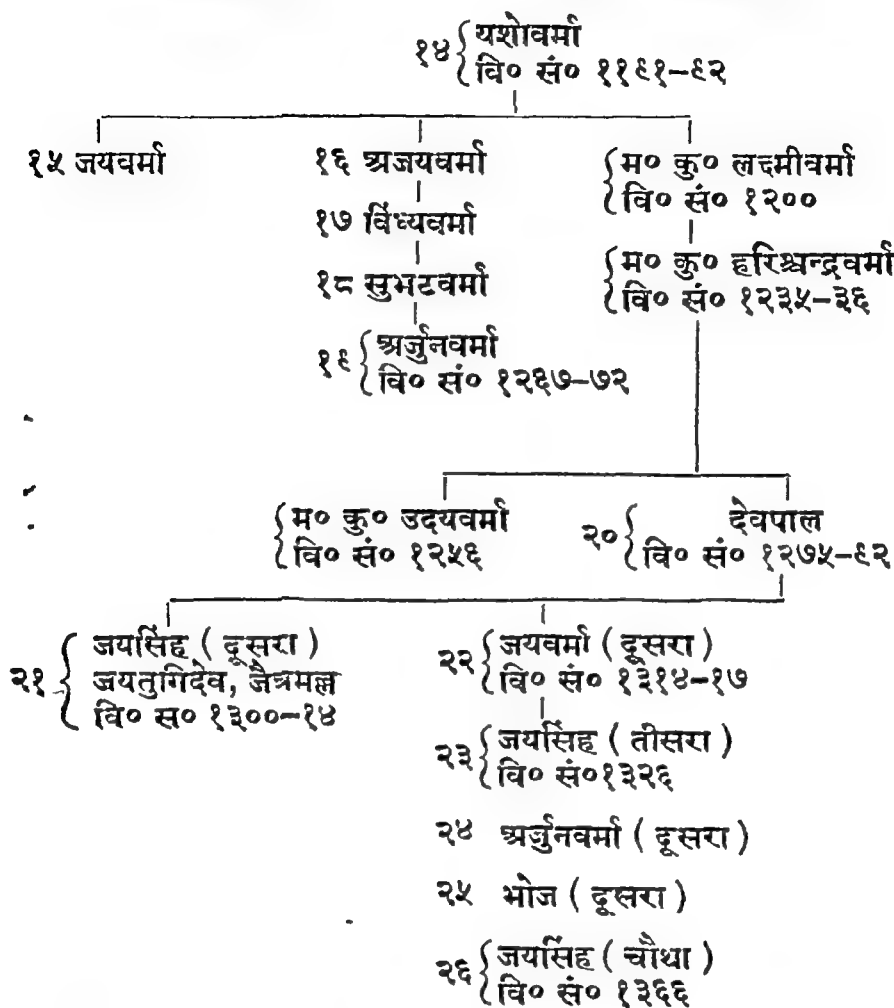 १४ यशोवर्मा
वि० सं० ११९१-९२
१५ जयवर्मा
१६ अजयवर्मा
१७ विंध्यवर्मा
१८ सुभटवर्मा
१९ अर्जुनवर्मा
वि० सं० १२६७-७२
म० कु० लक्ष्मीवर्मा
वि० सं० १२००
म० कु० हरिश्चन्द्रवर्मा
वि० सं० १२३५-३६
म० कु० उदयवर्मा
वि० सं० १२५६
२० देवपाल
वि० सं० १२७५-९२
२१ जयसिंह ( दूसरा )
जयतुगिदेव, जैत्रमल्ल
वि० स० १३००-१४
२२ जयवर्मा ( दूसरा )
वि० सं० १३१४-१७
२३ जयसिंह ( तीसरा )
वि० सं०१३२६
२४ अर्जुनवर्मा ( दूसरा )
२५ भोज ( दूसरा )
२६ जयसिंह ( चौथा )
वि० सं० १३६६